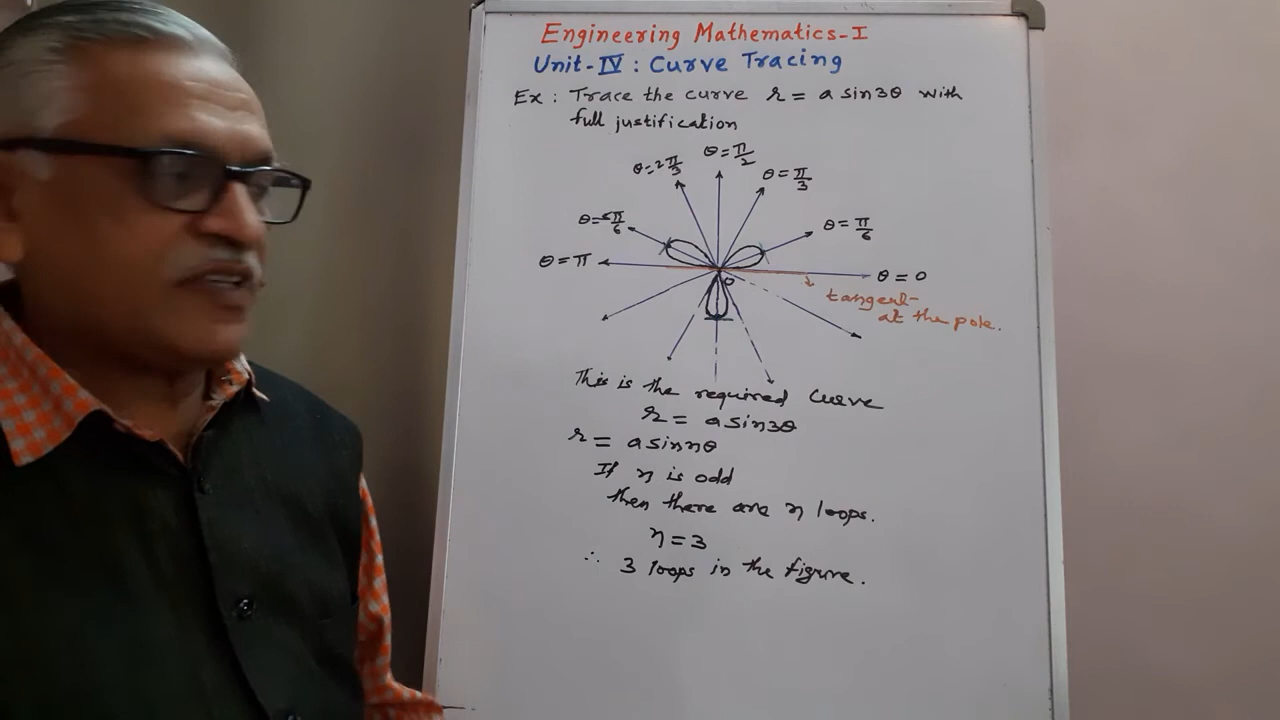 Engineering Mathematics-I
Unit-IV : Curve Tracing
Ex : Trace the curve r = a sin3θ with
full justification
θ = π/2
θ = 2π/3
θ = π/3
θ = 5π/6
θ = π/6
θ = π
θ = 0
O
tangent
at the pole.
This is the required curve
r = a sin3θ
r = a sin nθ
If n is odd
then there are n loops.
n = 3
∴ 3 loops in the figure.